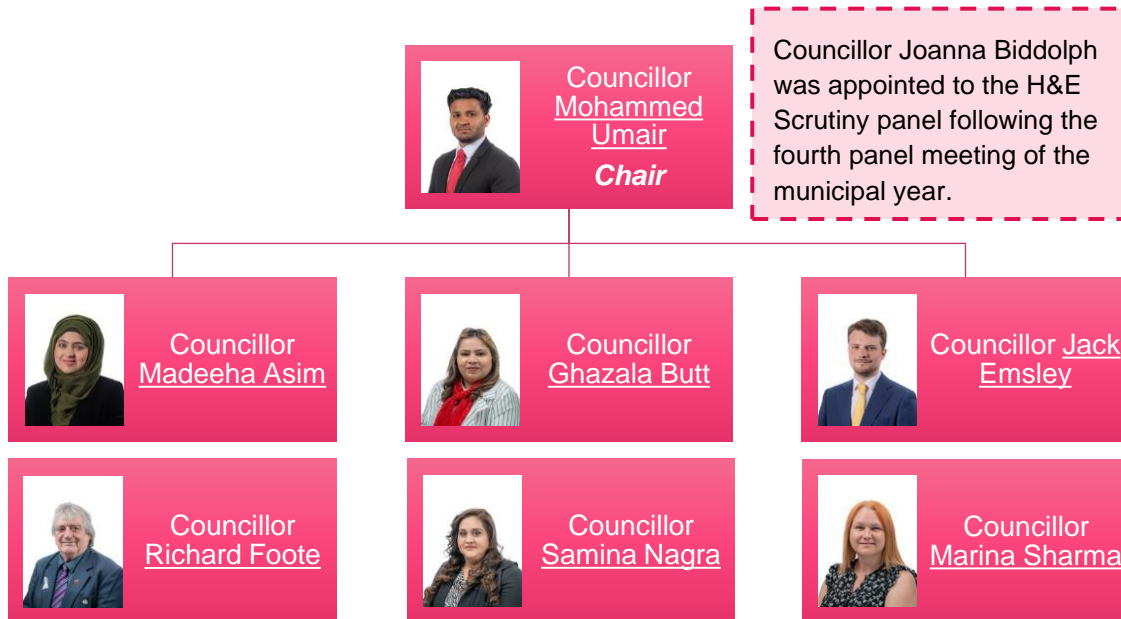 Councillor
Mohammed
Umair
Chair
Councillor Joanna Biddolph
was appointed to the H&E
Scrutiny panel following the
fourth panel meeting of the
municipal year.
Councillor
Madeeha Asim
Councillor
Ghazala Butt
Councillor Jack
Emsley
Councillor
Richard Foote
Councillor
Samina Nagra
Councillor
Marina Sharma